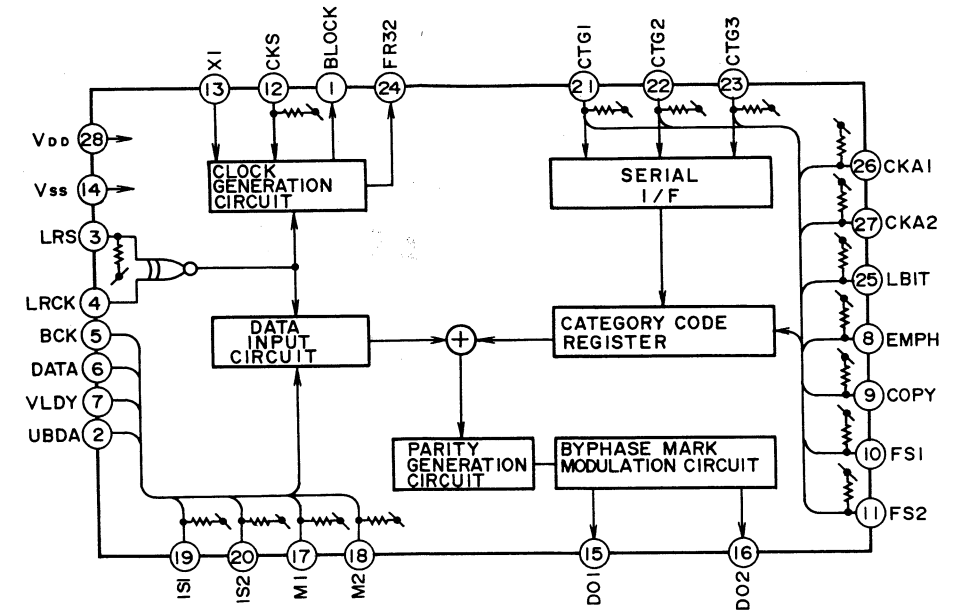 X1
CKS
BLOCK
FR32
CTG1
CTG2
CTG3
13
12
1
24
21
22
23
VDD
28
VSS
14
LRS
3
LRCK
4
BCK
5
DATA
6
VLDY
7
UBDA
2
CLOCK
GENERATION
CIRCUIT
SERIAL
I/F
DATA
INPUT
CIRCUIT
+
CATEGORY CODE
REGISTER
PARITY
GENERATION
CIRCUIT
BYPHASE MARK
MODULATION CIRCUIT
26
CKA1
27
CKA2
25
LBIT
8
EMPH
9
COPY
10
FS1
11
FS2
19
20
17
18
15
16
IS1
IS2
M1
M2
DO1
DO2